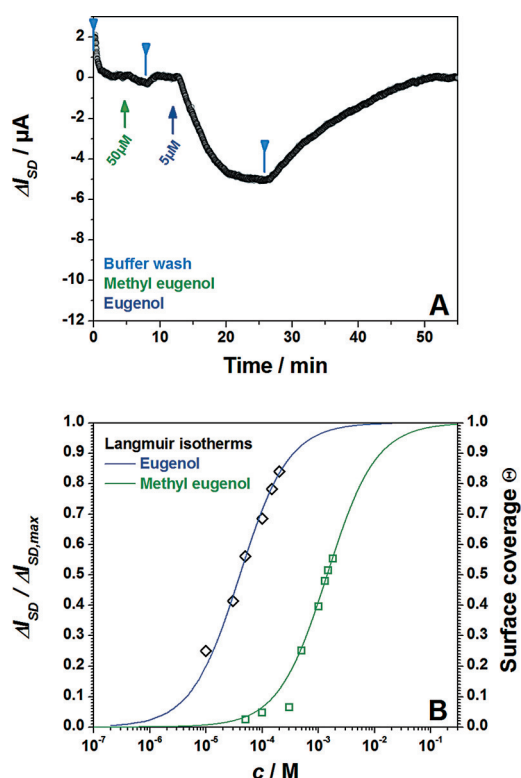 2
0
-2
-4
-6
-8
-10
-12
ΔI_SD / μA
50μM
5μM
Buffer wash
Methyl eugenol
Eugenol
A
0 10 20 30 40 50
Time / min
1.0
0.9
0.8
0.7
0.6
0.5
0.4
0.3
0.2
0.1
0.0
ΔI_SD / ΔI_SD,max
Langmuir isotherms
Eugenol
Methyl eugenol
B
1.0
0.9
0.8
0.7
0.6
0.5
0.4
0.3
0.2
0.1
0.0
Surface coverage Θ
10⁻⁷ 10⁻⁶ 10⁻⁵ 10⁻⁴ 10⁻³ 10⁻² 10⁻¹
c / M